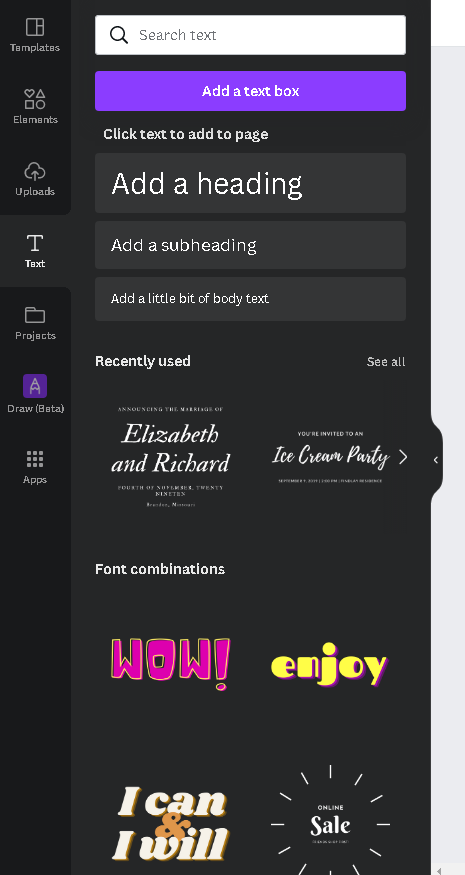 Search text
Templates
Add a text box
Elements
Click text to add to page
Add a heading
Uploads
Add a subheading
Text
Add a little bit of body text
Projects
Recently used
See all
Draw (Beta)
Apps
ANNOUNCING THE MARRIAGE OF
Elizabeth
and Richard
FOURTH OF NOVEMBER, TWENTY
NINETEEN
Brandon, Missouri
YOU'RE INVITED TO AN
Ice Cream Party
Font combinations
WOW!
enjoy
I can
&
I will
ONLINE
Sale